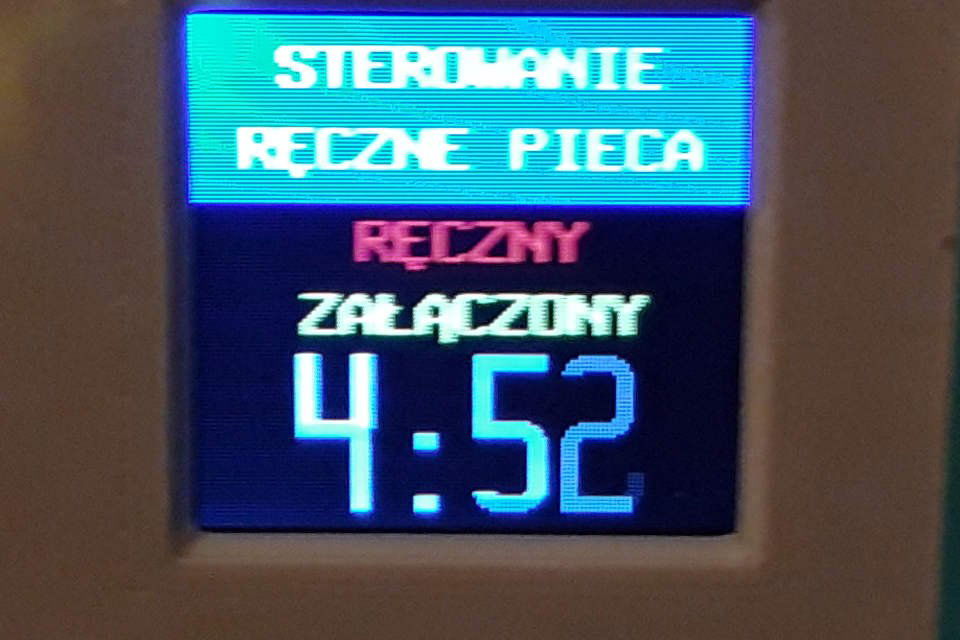 STEROWANIE
RĘCZNE PIECA
RĘCZNY
ZAŁĄCZONY
4:52